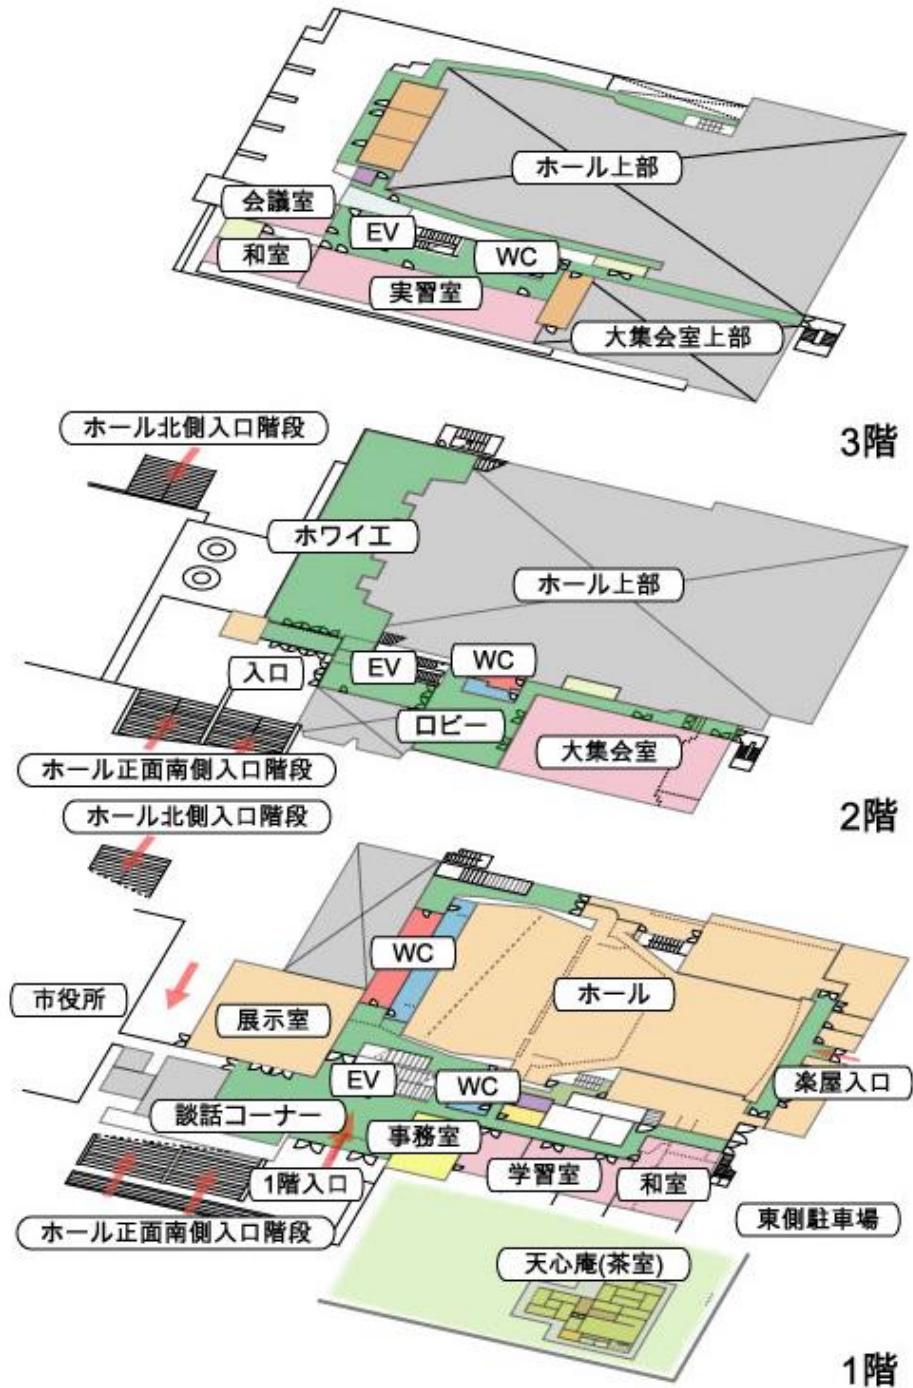 ホール上部
会議室
EV
和室
WC
実習室
大集会室上部
3階
ホール北側入口階段
ホワイエ
ホール上部
入口
EV
WC
ロビー
大集会室
ホール正面南側入口階段
2階
ホール北側入口階段
WC
市役所
展示室
ホール
EV
WC
楽屋入口
談話コーナー
事務室
1階入口
学習室
和室
ホール正面南側入口階段
東側駐車場
天心庵(茶室)
1階